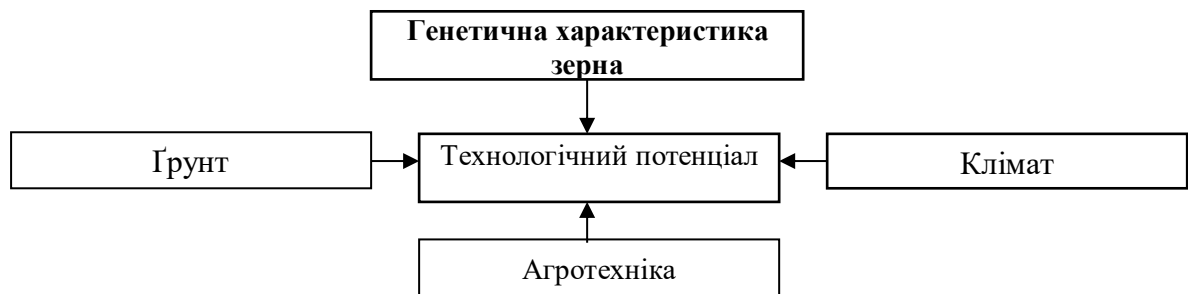 Генетична характеристика
зерна
Ґрунт
Технологічний потенціал
Клімат
Агротехніка